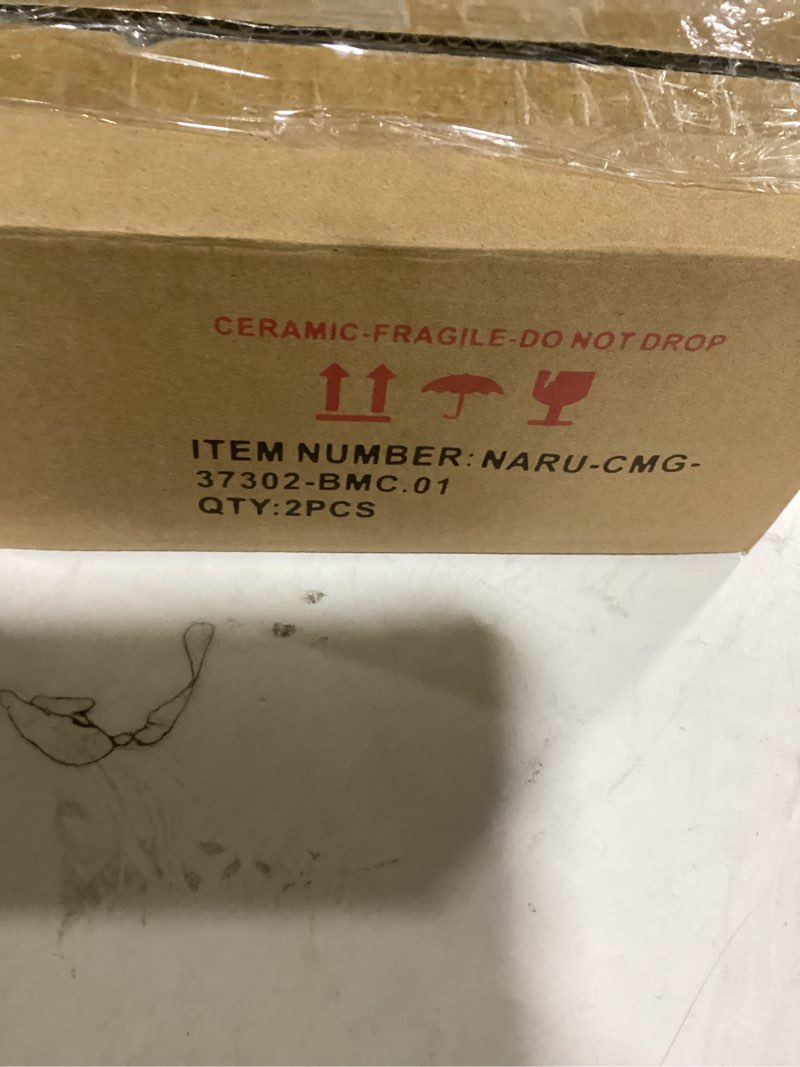 CERAMIC-FRAGILE-DO NOT DROP
ITEM NUMBER: NARU-CMG-
37302-BMC.01
QTY:2PCS